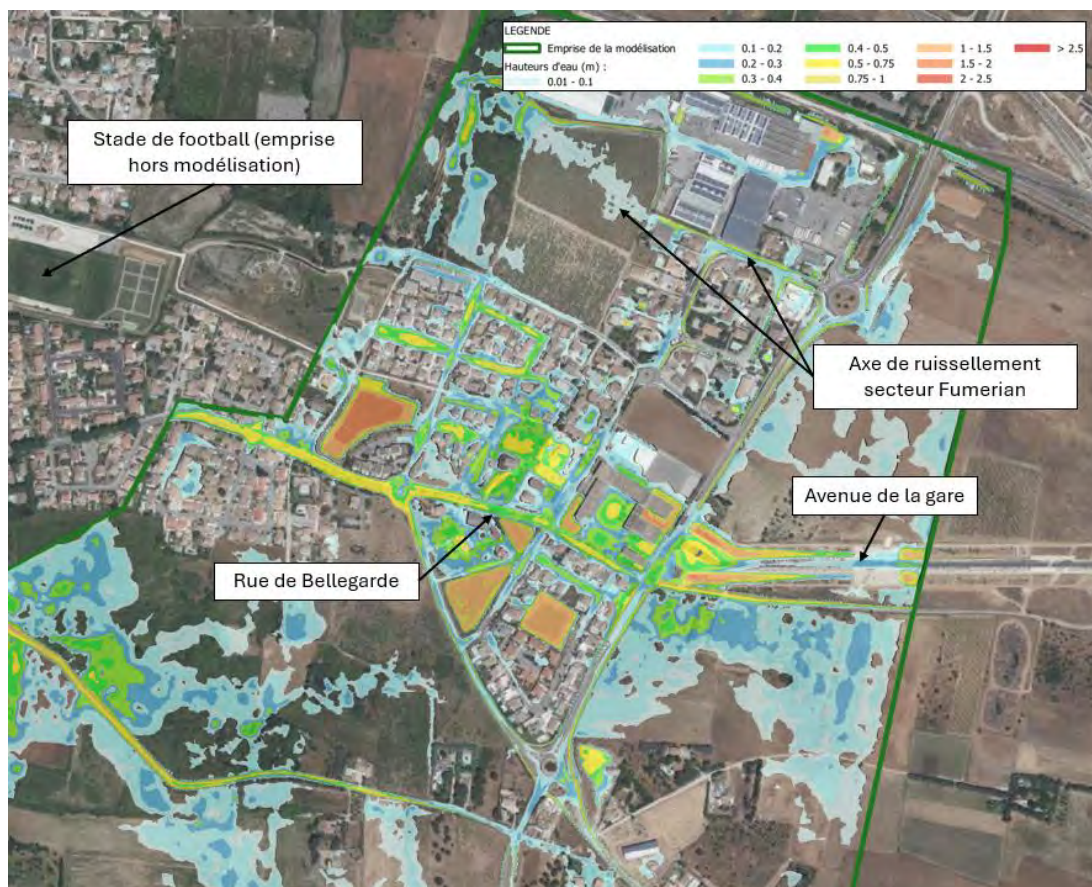 LEGENDE
Emprise de la modélisation
Hauteurs d'eau (m) :
0.01 - 0.1
0.1 - 0.2
0.2 - 0.3
0.3 - 0.4
0.4 - 0.5
0.5 - 0.75
0.75 - 1
1 - 1.5
1.5 - 2
2 - 2.5
> 2.5
Stade de football (emprise
hors modélisation)
Axe de ruissellement
secteur Fumerian
Avenue de la gare
Rue de Bellegarde